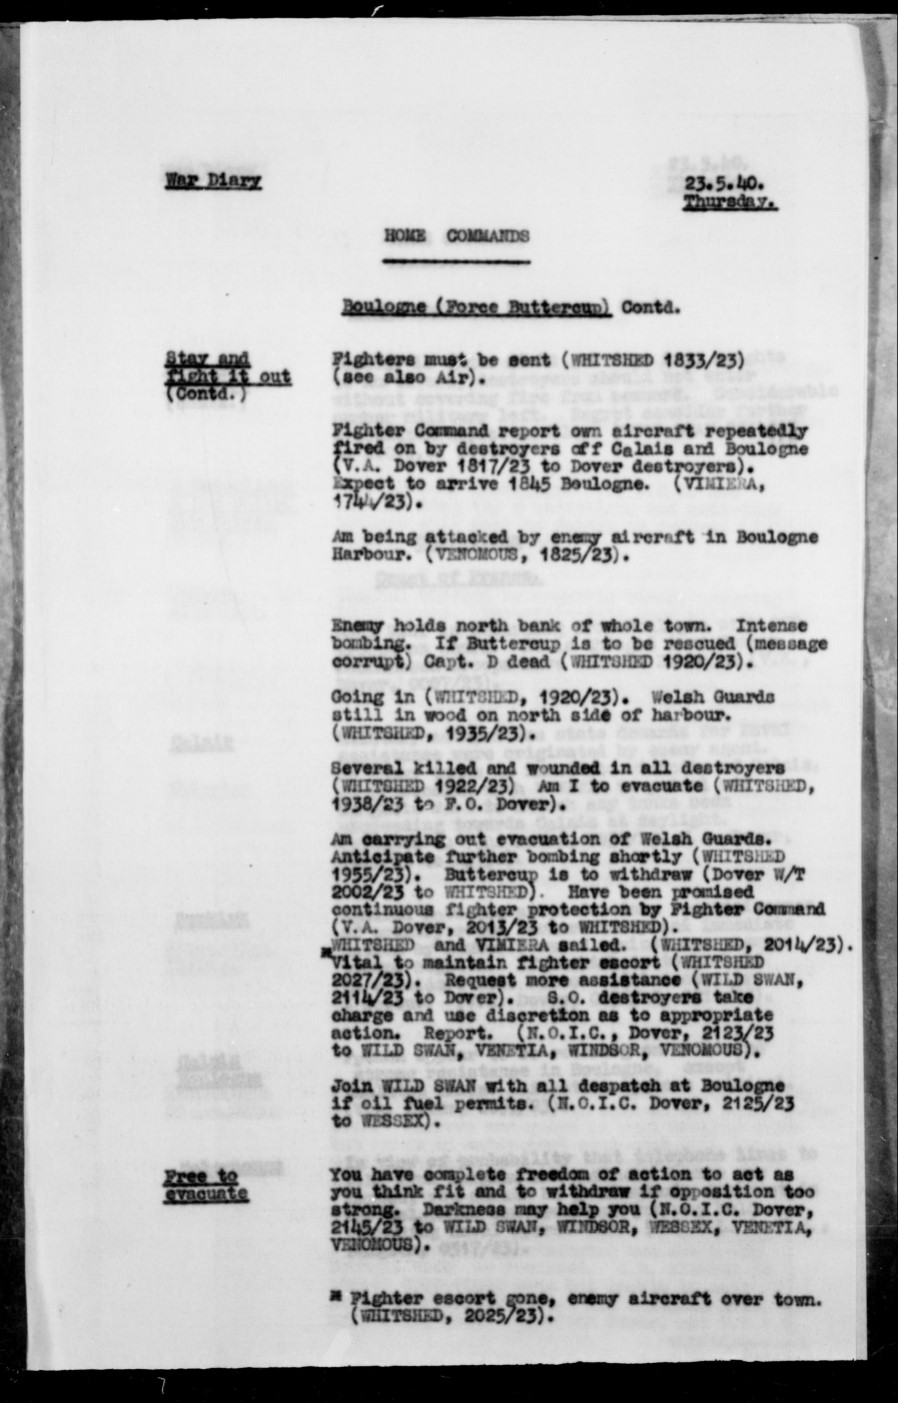 War Diary
23.5.40.
Thursday.
HOME COMMANDS
Boulogne (Force Buttercup) Contd.
Stay and
fight it out
(Contd.)
Fighters must be sent (WHITSHED 1833/23)
(see also Air).
Fighter Command report own aircraft repeatedly
fired on by destroyers off Calais and Boulogne
(V.A. Dover 1817/23 to Dover destroyers).
Expect to arrive 1845 Boulogne. (VIMIERA,
1744/23).
Am being attacked by enemy aircraft in Boulogne
Harbour. (VENOMOUS, 1825/23).
Enemy holds north bank of whole town. Intense
bombing. If Buttercup is to be rescued (message
corrupt) Capt. D dead (WHITSHED 1920/23).
Going in (WHITSHED, 1920/23). Welsh Guards
still in wood on north side of harbour.
(WHITSHED, 1935/23).
Several killed and wounded in all destroyers
(WHITSHED 1922/23) Am I to evacuate (WHITSHED,
1938/23 to F.O. Dover).
Am carrying out evacuation of Welsh Guards.
Anticipate further bombing shortly (WHITSHED
1955/23). Buttercup is to withdraw (Dover W/T
2002/23 to WHITSHED). Have been promised
continuous fighter protection by Fighter Command
(V.A. Dover, 2013/23 to WHITSHED).
WHITSHED and VIMIERA sailed. (WHITSHED, 2014/23).
*Vital to maintain fighter escort (WHITSHED
2027/23). Request more assistance (WILD SWAN,
2114/23 to Dover). S.O. destroyers take
charge and use discretion as to appropriate
action. Report. (N.O.I.C., Dover, 2123/23
to WILD SWAN, VENETIA, WINDSOR, VENOMOUS).
Join WILD SWAN with all despatch at Boulogne
if oil fuel permits. (N.O.I.C. Dover, 2125/23
to WESSEX).
Free to
evacuate
You have complete freedom of action to act as
you think fit and to withdraw if opposition too
strong. Darkness may help you (N.O.I.C. Dover,
2145/23 to WILD SWAN, WINDSOR, WESSEX, VENETIA,
VENOMOUS).
* Fighter escort gone, enemy aircraft over town.
(WHITSHED, 2025/23).